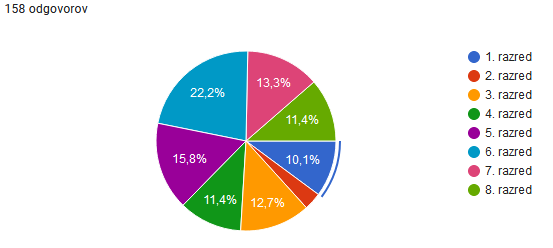 158 odgovorov
13,3%
22,2%
11,4%
10,1%
15,8%
12,7%
11,4%
1. razred
2. razred
3. razred
4. razred
5. razred
6. razred
7. razred
8. razred